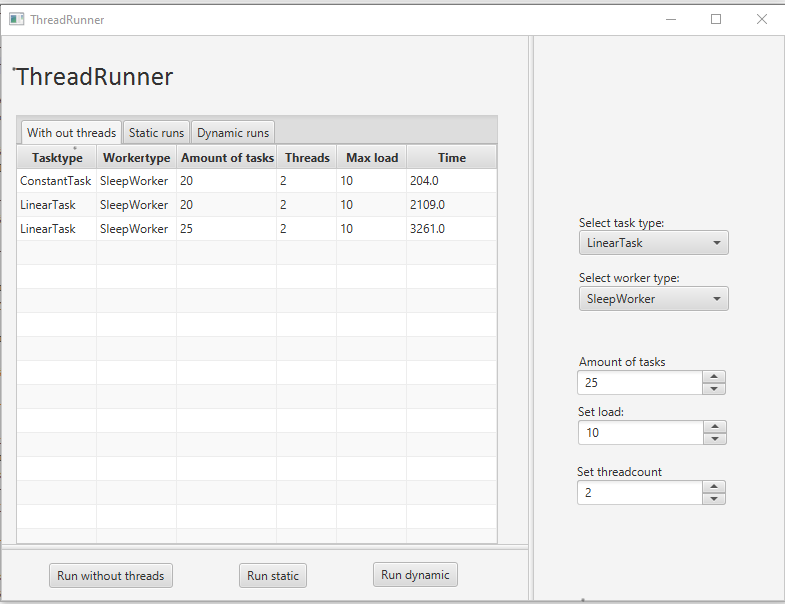 ThreadRunner
ThreadRunner
With out threads Static runs Dynamic runs
Tasktype Workertype Amount of tasks Threads Max load Time
ConstantTask SleepWorker 20 2 10 204.0
LinearTask SleepWorker 20 2 10 2109.0
LinearTask SleepWorker 25 2 10 3261.0
Select task type:
LinearTask
Select worker type:
SleepWorker
Amount of tasks
25
Set load:
10
Set threadcount
2
Run without threads Run static Run dynamic